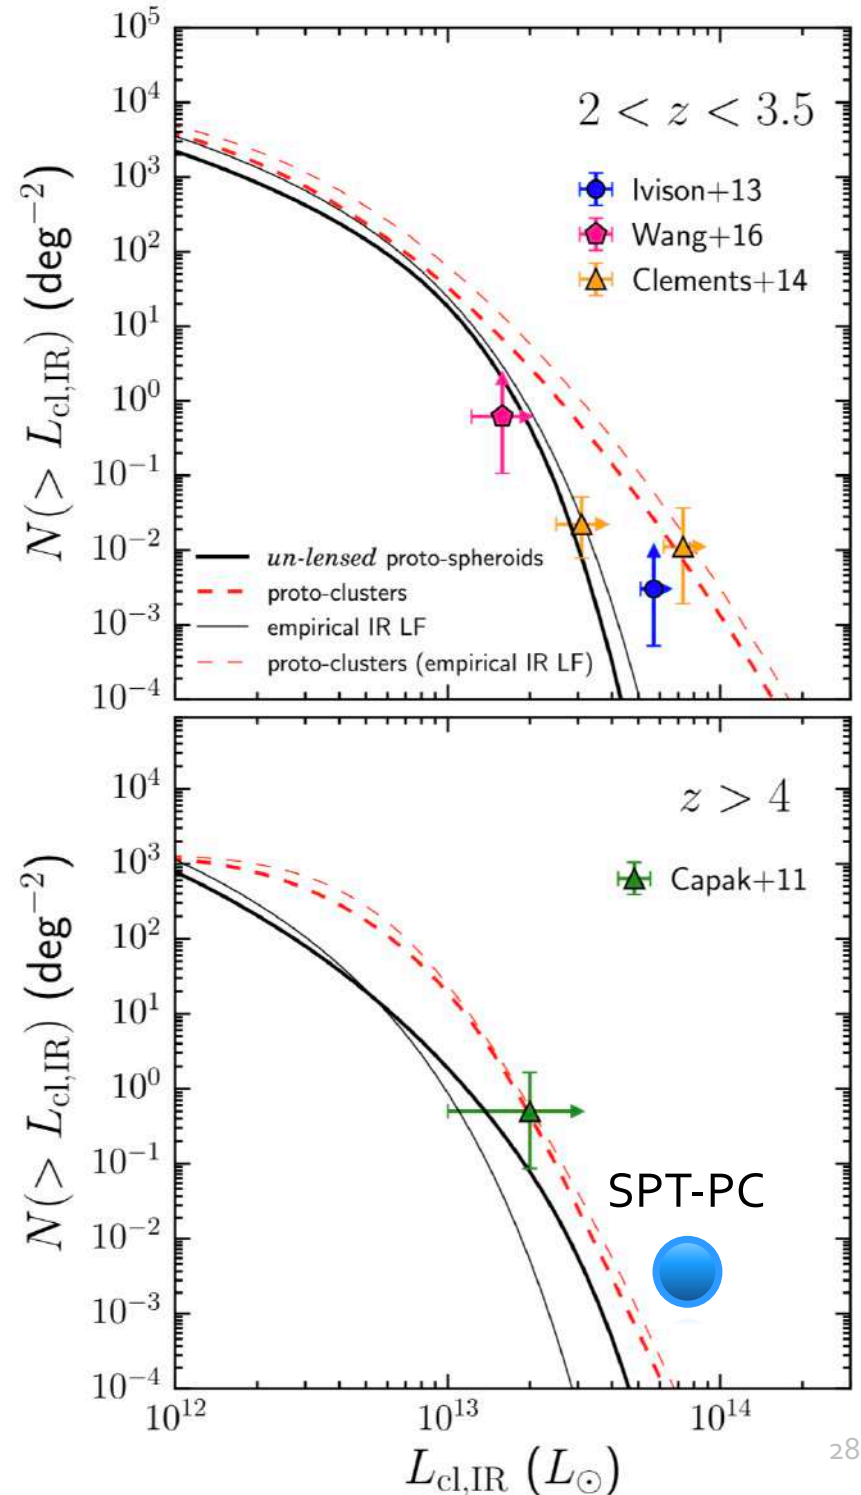 10^5
10^4
10^3
10^2
10^1
10^0
10^−1
10^−2
10^−3
10^−4
N(> L_cl,IR) (deg^−2)
2 < z < 3.5
Ivison+13
Wang+16
Clements+14
un-lensed proto-spheroids
proto-clusters
empirical IR LF
proto-clusters (empirical IR LF)
10^4
10^3
10^2
10^1
10^0
10^−1
10^−2
10^−3
10^−4
N(> L_cl,IR) (deg^−2)
z > 4
Capak+11
SPT-PC
10^12 10^13 10^14
L_cl,IR (L_⊙)
28